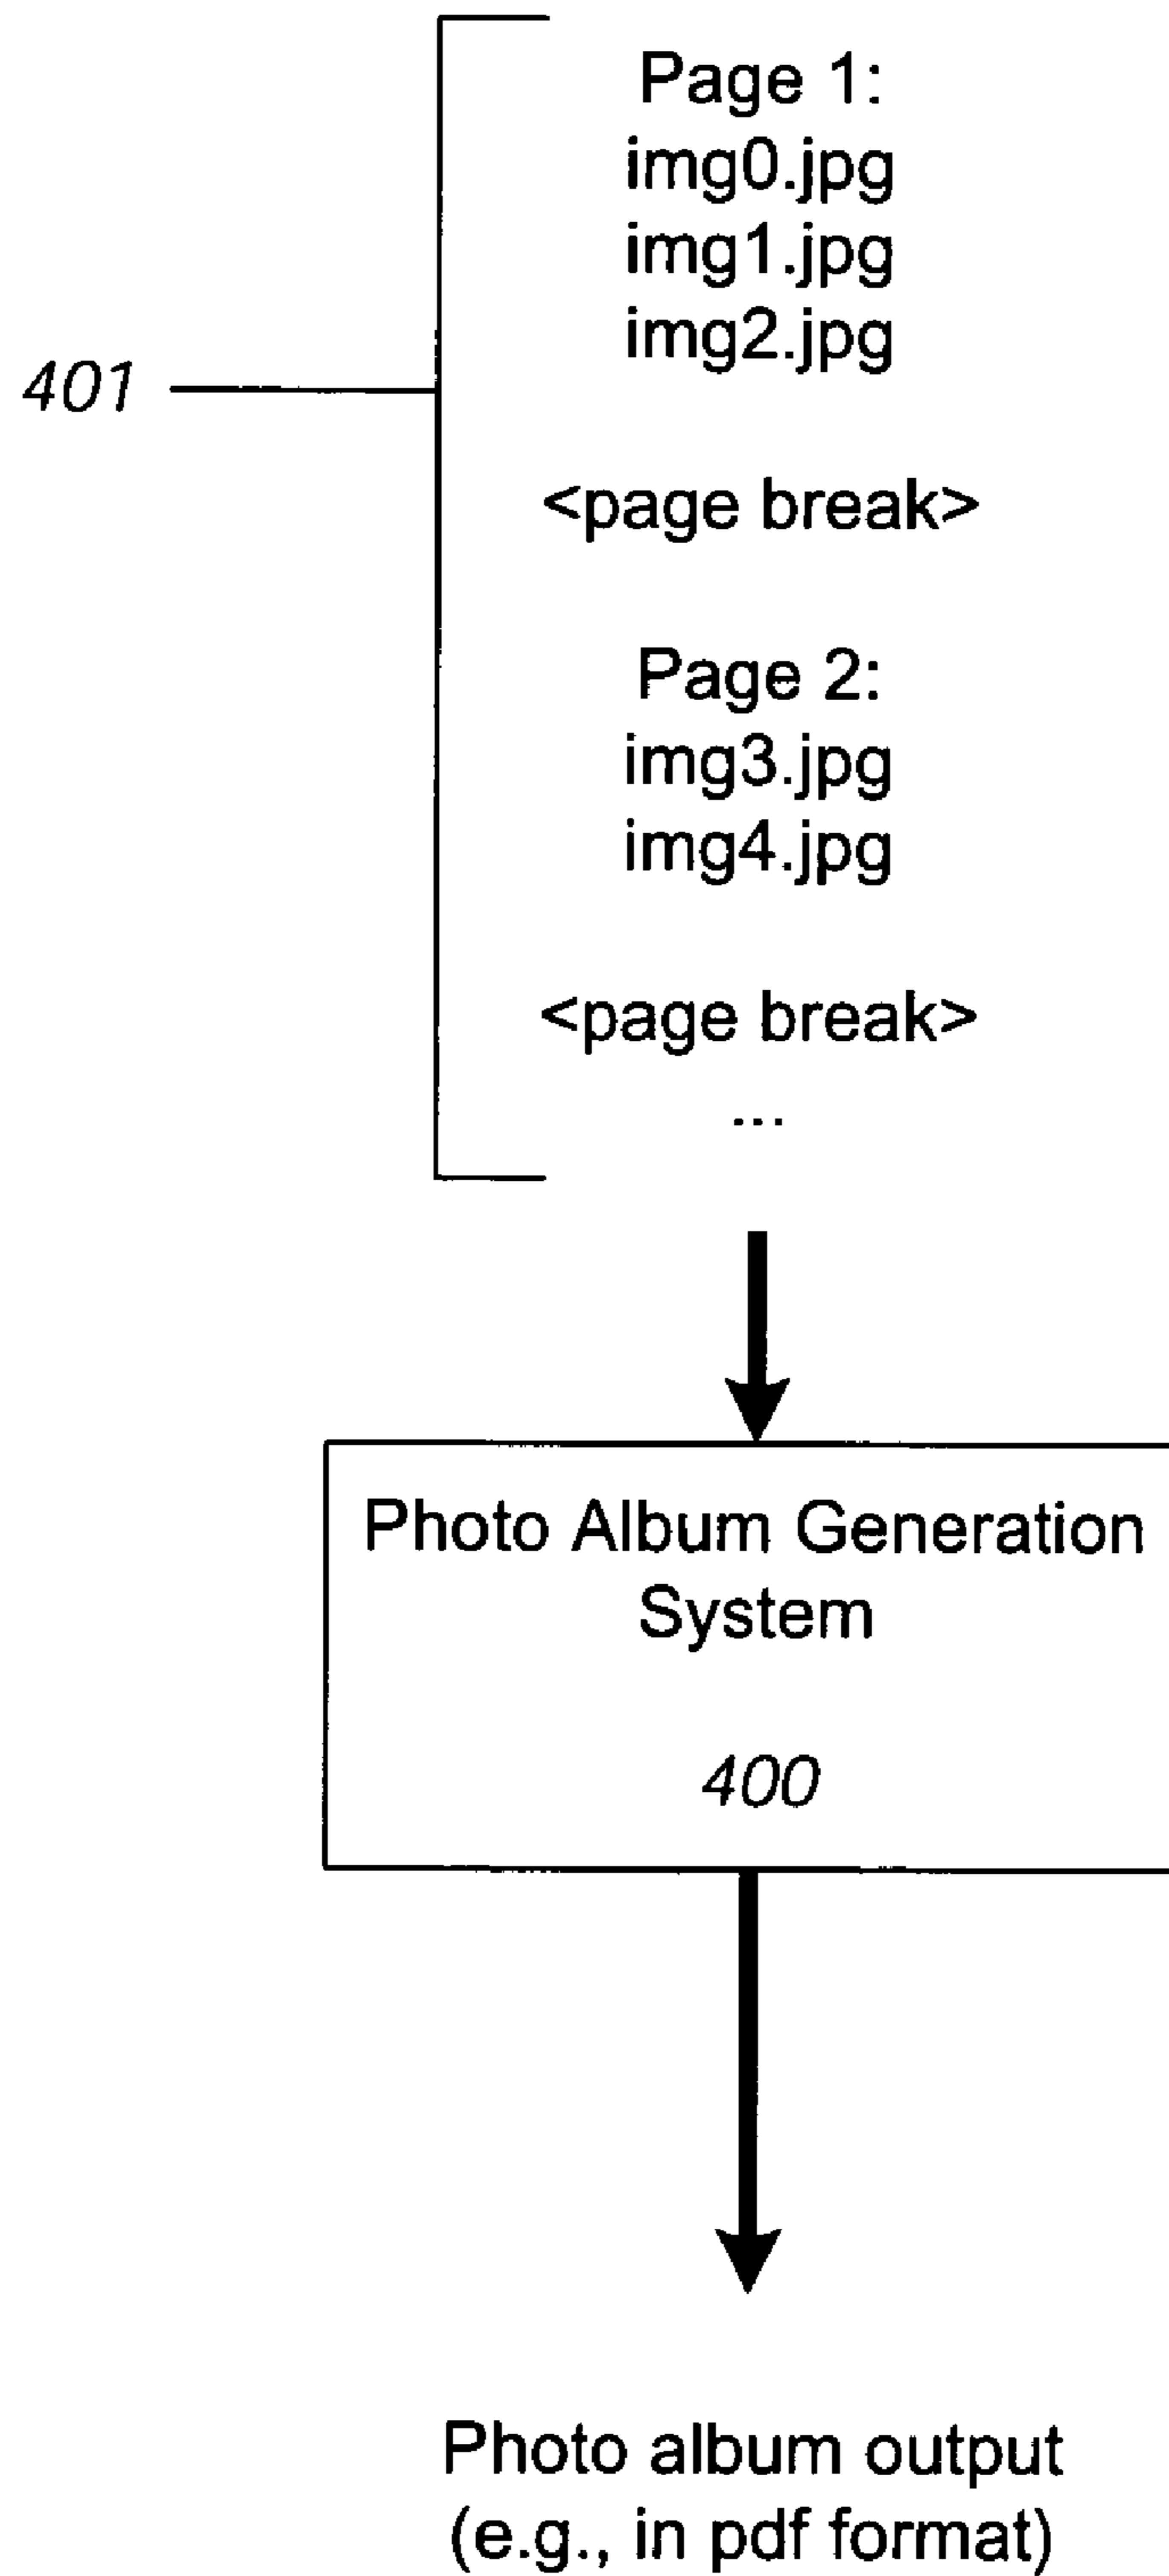 Page 1:
img0.jpg
img1.jpg
img2.jpg
401
<page break>
Page 2:
img3.jpg
img4.jpg
<page break>
...
Photo Album Generation
System
400
Photo album output
(e.g., in pdf format)